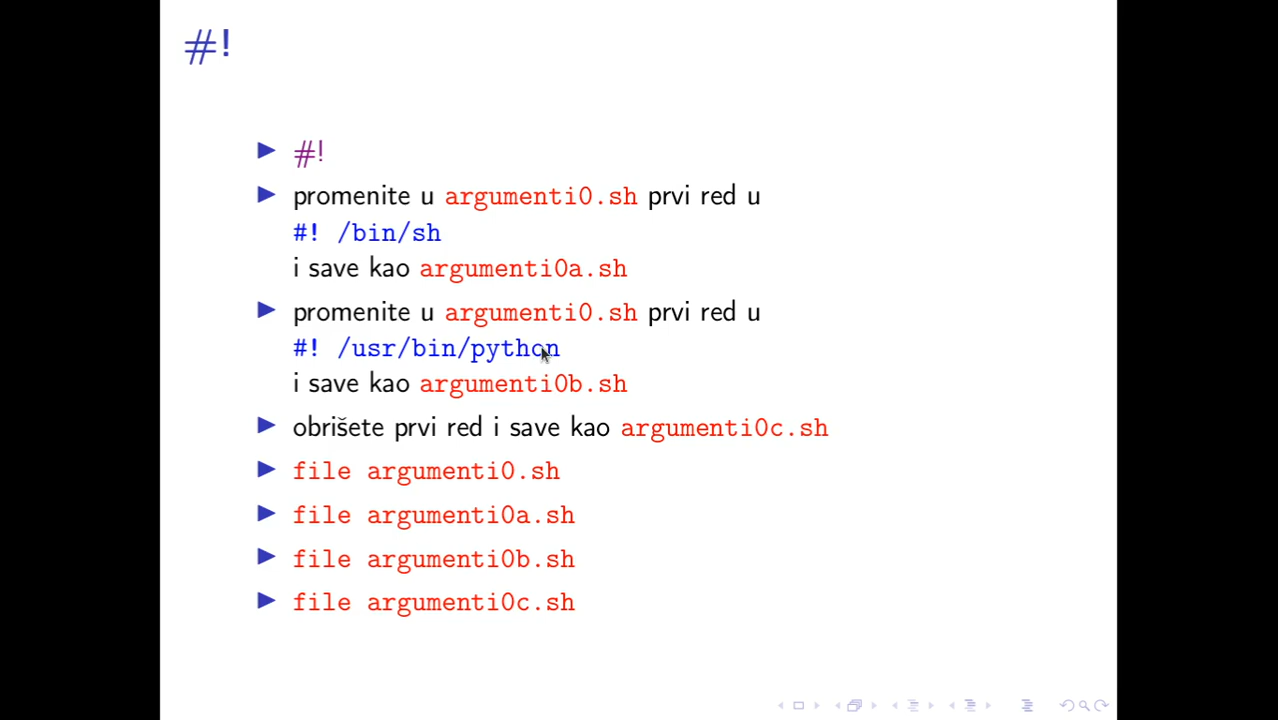 #!
#!
promenite u argumenti0.sh prvi red u
#! /bin/sh
i save kao argumenti0a.sh
promenite u argumenti0.sh prvi red u
#! /usr/bin/python
i save kao argumenti0b.sh
obrišete prvi red i save kao argumenti0c.sh
file argumenti0.sh
file argumenti0a.sh
file argumenti0b.sh
file argumenti0c.sh